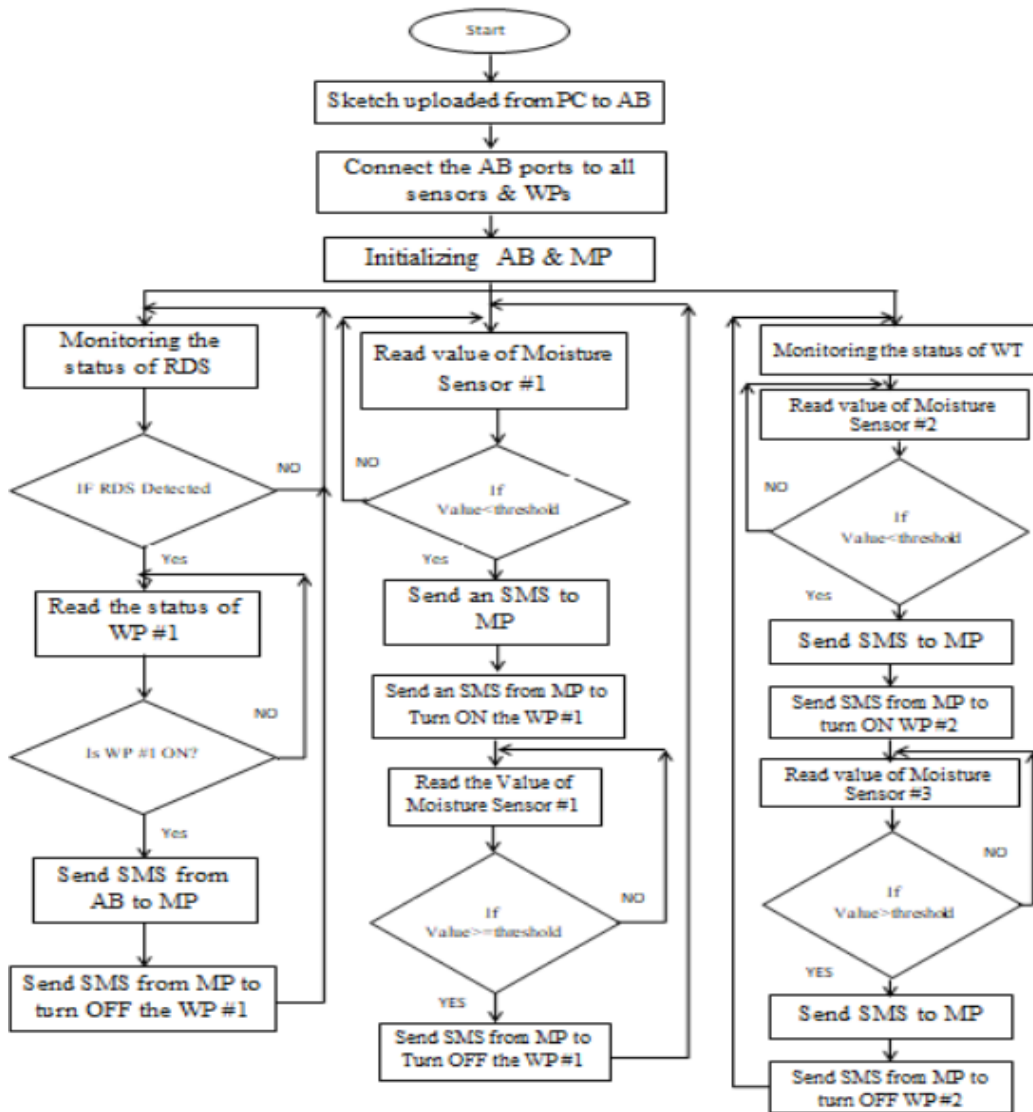 Start
Sketch uploaded from PC to AB
Connect the AB ports to all
sensors & WPs
Initializing AB & MP
Monitoring the
status of RDS
IF RDS Detected
NO
Yes
Read the status of
WP #1
Is WP #1 ON?
NO
Yes
Send SMS from
AB to MP
Send SMS from MP to
turn OFF the WP #1
Read value of Moisture
Sensor #1
NO
If
Value<threshold
Yes
Send an SMS to
MP
Send an SMS from MP to
Turn ON the WP #1
Read the Value of
Moisture Sensor #1
If
Value>=threshold
NO
YES
Send SMS from MP to
Turn OFF the WP #1
Monitoring the status of WT
Read value of Moisture
Sensor #2
NO
If
Value<threshold
Yes
Send SMS to MP
Send SMS from MP to
turn ON WP #2
Read value of Moisture
Sensor #3
NO
If
Value>threshold
YES
Send SMS to MP
Send SMS from MP to
turn OFF WP #2